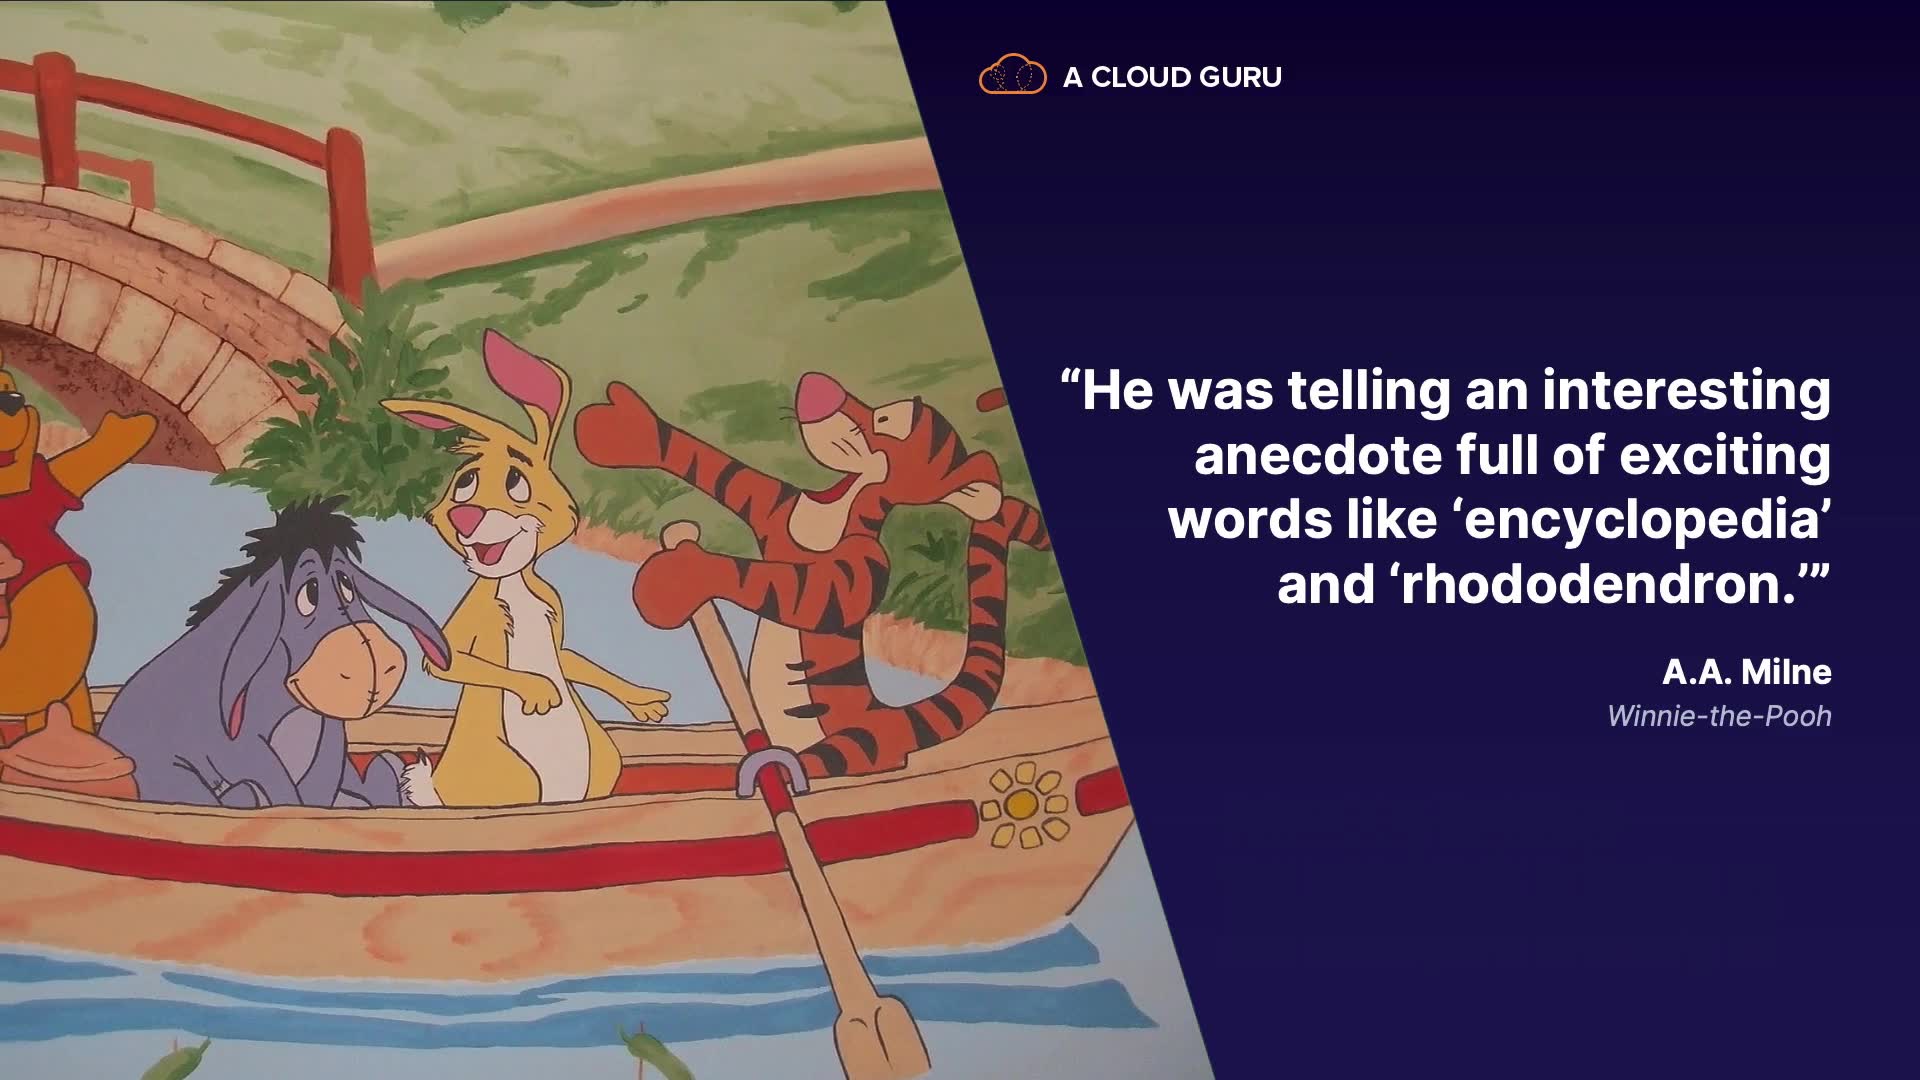 A CLOUD GURU
“He was telling an interesting
anecdote full of exciting
words like ‘encyclopedia’
and ‘rhododendron.’”
A.A. Milne
Winnie-the-Pooh